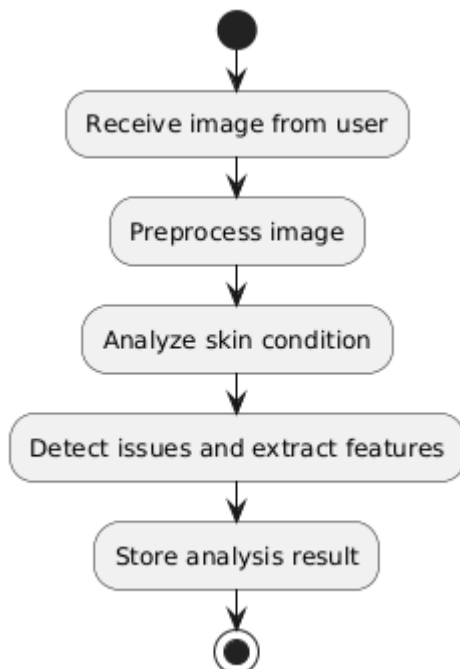 Receive image from user
Preprocess image
Analyze skin condition
Detect issues and extract features
Store analysis result